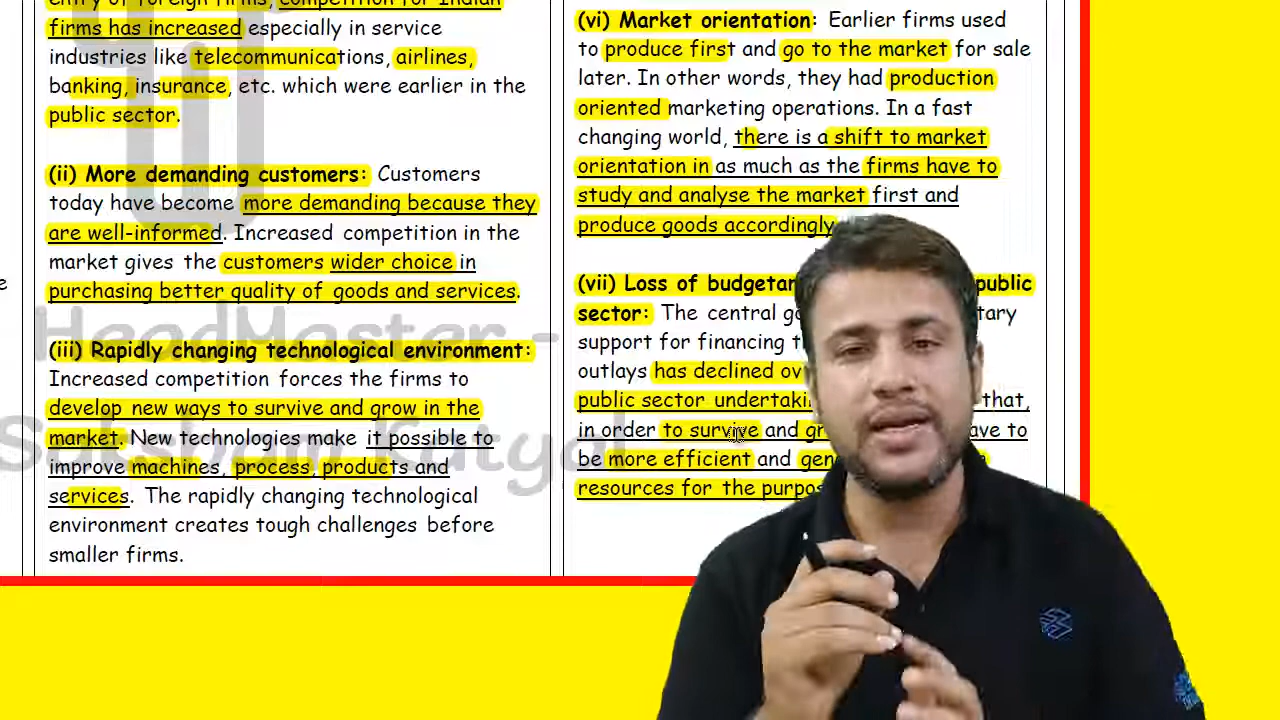 entry of foreign firms, competition for Indian
firms has increased especially in service
industries like telecommunications, airlines,
banking, insurance, etc. which were earlier in the
public sector.
(ii) More demanding customers: Customers
today have become more demanding because they
are well-informed. Increased competition in the
market gives the customers wider choice in
purchasing better quality of goods and services.
(iii) Rapidly changing technological environment:
Increased competition forces the firms to
develop new ways to survive and grow in the
market. New technologies make it possible to
improve machines, process, products and
services. The rapidly changing technological
environment creates tough challenges before
smaller firms.
(vi) Market orientation: Earlier firms used
to produce first and go to the market for sale
later. In other words, they had production
oriented marketing operations. In a fast
changing world, there is a shift to market
orientation in as much as the firms have to
study and analyse the market first and
produce goods accordingly
(vii) Loss of public
sector: The central
support for financing
outlays has declined
public sector that,
in order to survive and to
be more efficient and
resources for the
HeadMaster -
Saksham Katyal